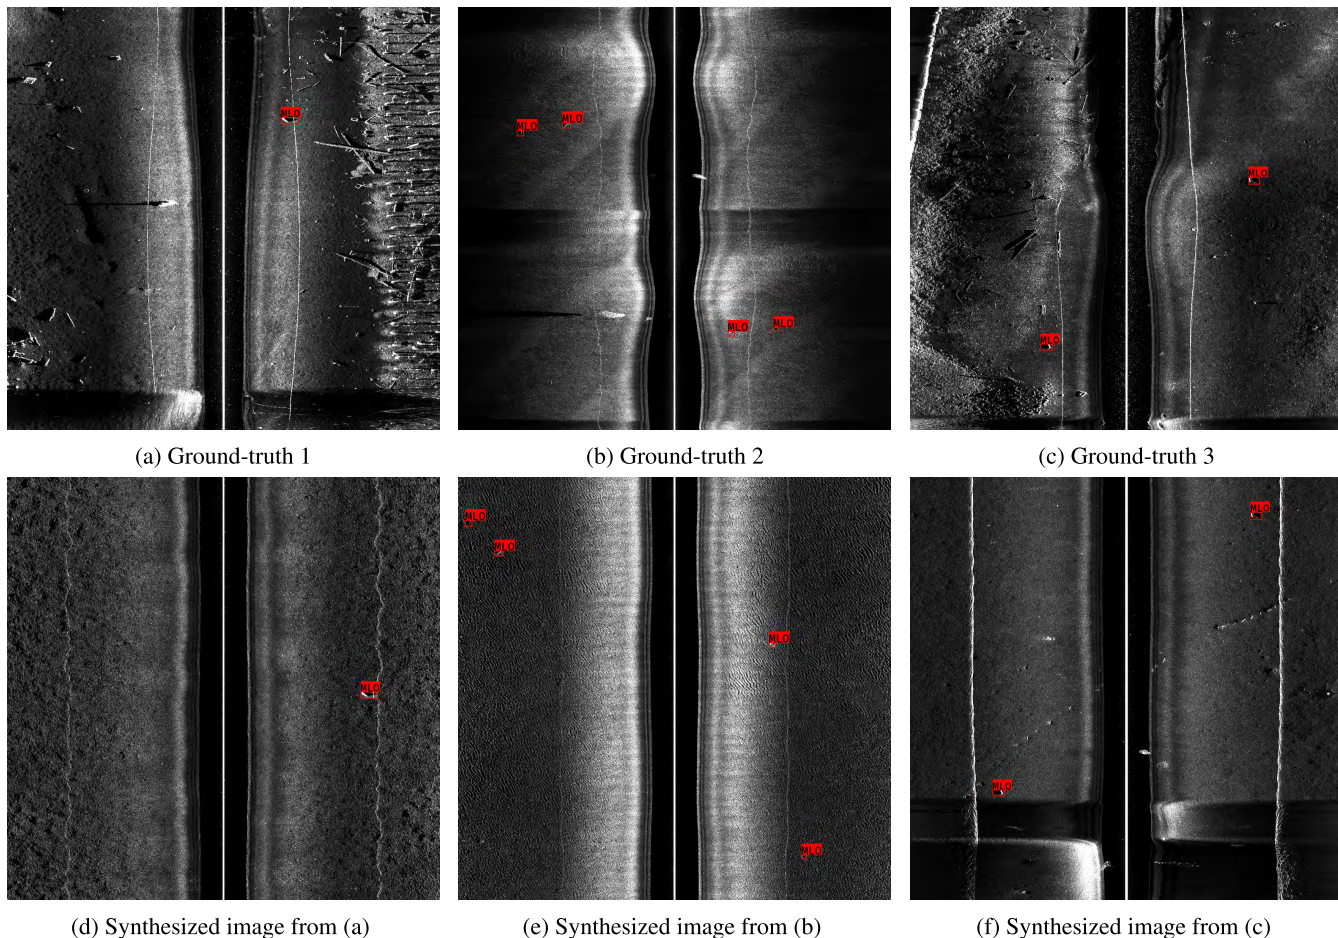 MLO
MLO MLO
MLO
MLO
MLO MLO
(a) Ground-truth 1
(b) Ground-truth 2
(c) Ground-truth 3
MLO
MLO
MLO
MLO
MLO
MLO
MLO
(d) Synthesized image from (a)
(e) Synthesized image from (b)
(f) Synthesized image from (c)